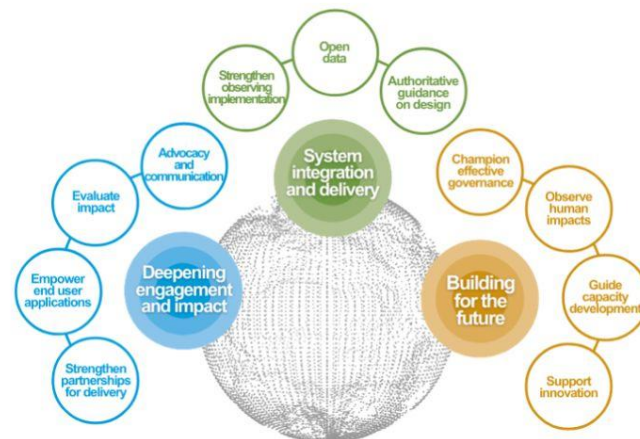 Open
data
Strengthen
observing
implementation
Authoritative
guidance
on design
System
integration
and delivery
Advocacy
and
communication
Evaluate
impact
Empower
end user
applications
Strengthen
partnerships
for delivery
Deepening
engagement
and impact
Champion
effective
governance
Observe
human
impacts
Guide
capacity
development
Support
innovation
Building
for the
future